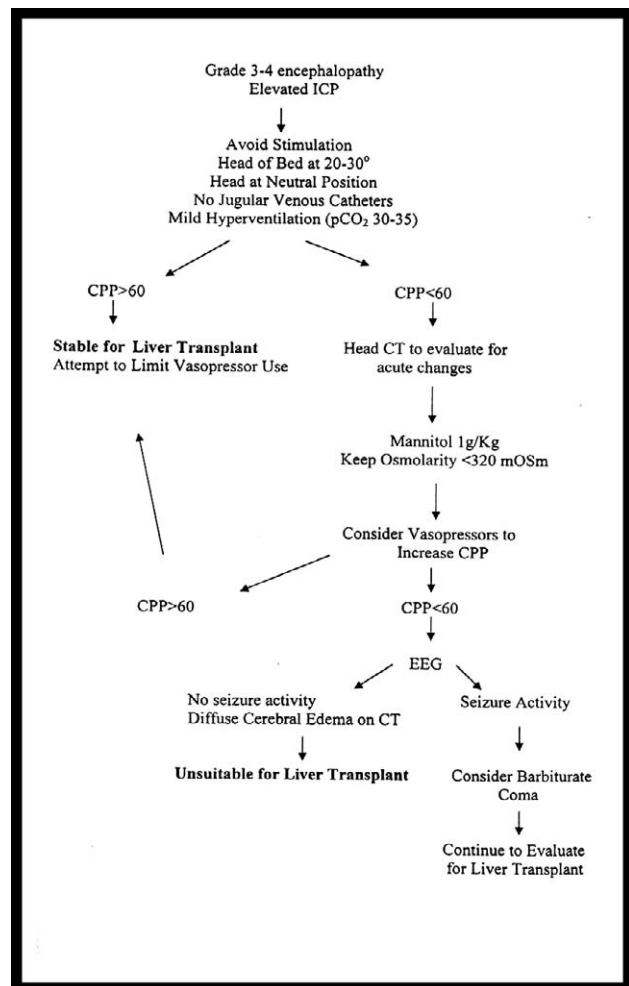 Grade 3-4 encephalopathy
Elevated ICP
Avoid Stimulation
Head of Bed at 20-30°
Head at Neutral Position
No Jugular Venous Catheters
Mild Hyperventilation (pCO₂ 30-35)
CPP>60
CPP<60
Stable for Liver Transplant
Attempt to Limit Vasopressor Use
Head CT to evaluate for
acute changes
Mannitol 1g/Kg
Keep Osmolarity <320 mOSm
Consider Vasopressors to
Increase CPP
CPP>60
CPP<60
EEG
No seizure activity
Diffuse Cerebral Edema on CT
Seizure Activity
Unsuitable for Liver Transplant
Consider Barbiturate
Coma
Continue to Evaluate
for Liver Transplant